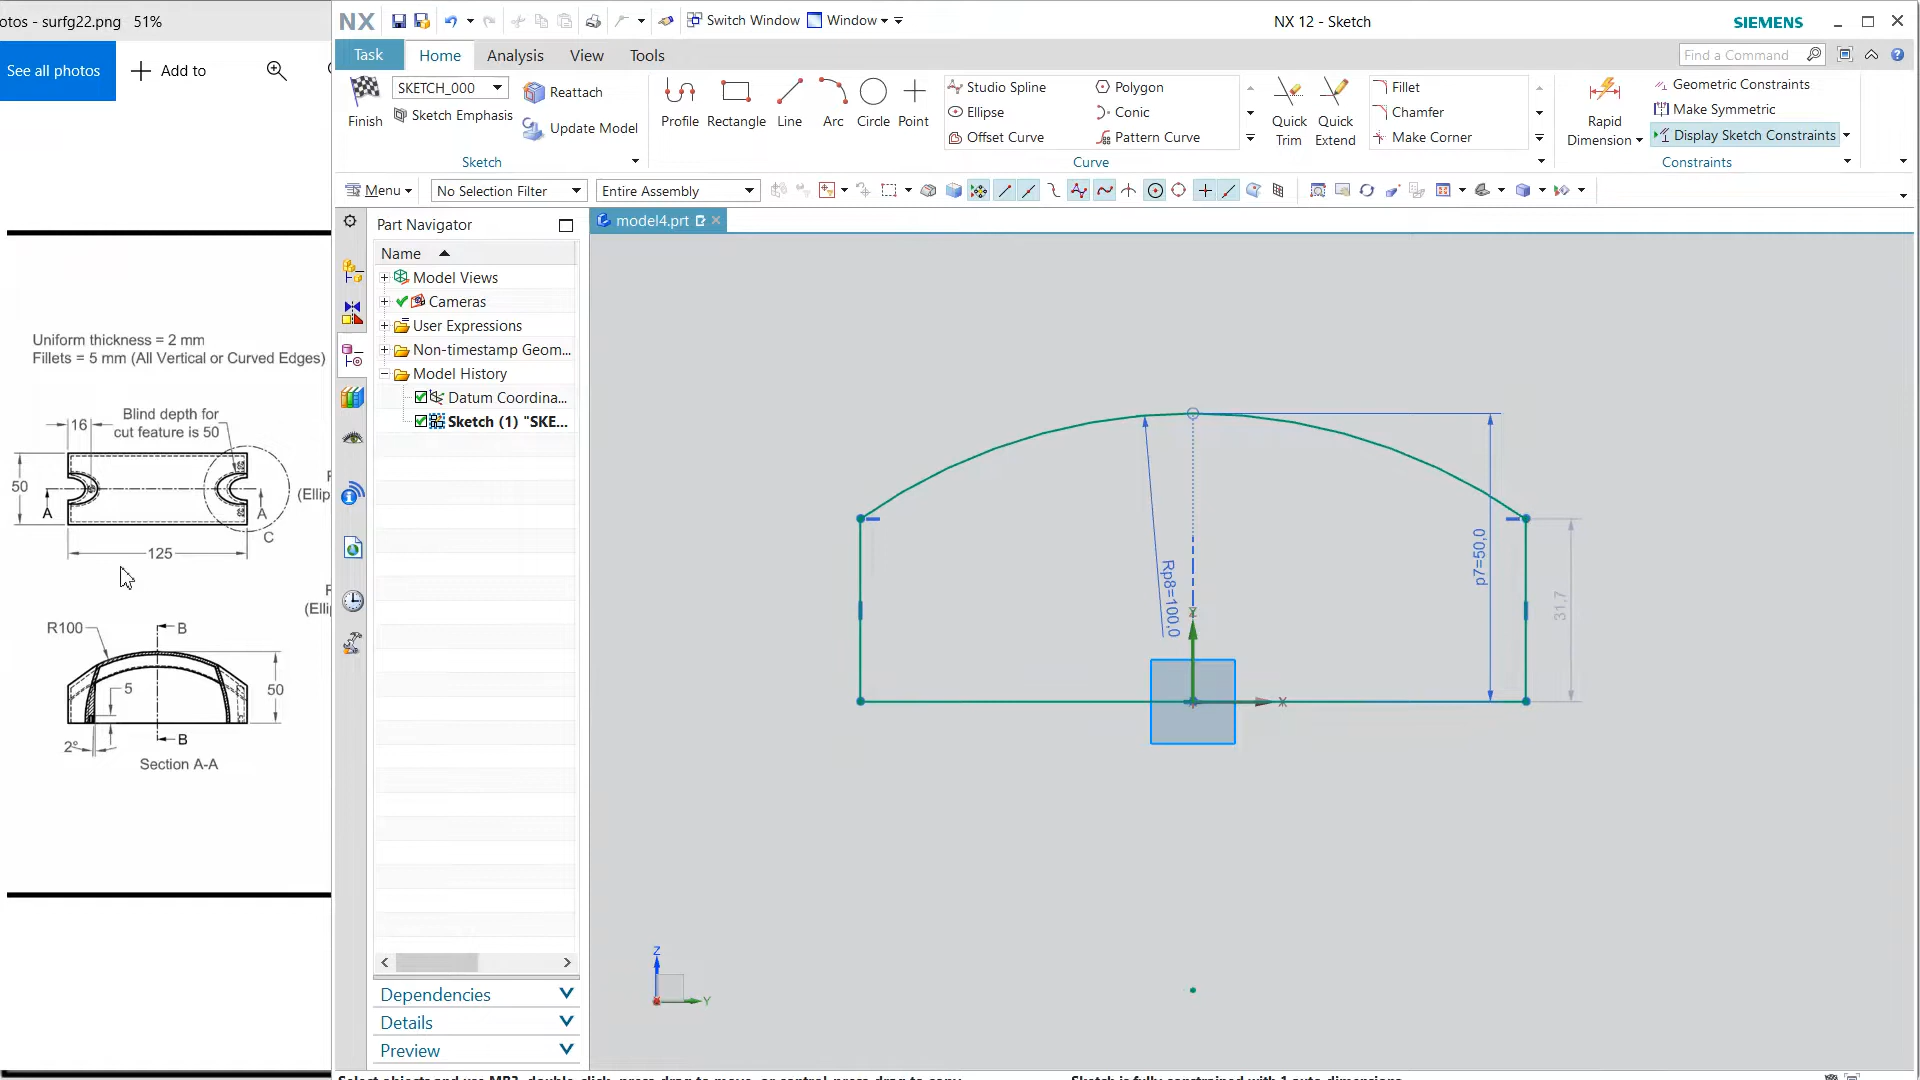 otos - surfg22.png 51%
See all photos
Add to
Uniform thickness = 2 mm
Fillets = 5 mm (All Vertical or Curved Edges)
16
Blind depth for
cut feature is 50
50
A
A
C
125
(Ellip
(Elli
R100
B
5
50
2°
B
Section A-A
NX
Switch Window
Window
NX 12 - Sketch
SIEMENS
Task
Home
Analysis
View
Tools
Find a Command
Finish
SKETCH_000
Sketch Emphasis
Reattach
Update Model
Sketch
Profile
Rectangle
Line
Arc
Circle
Point
Studio Spline
Ellipse
Offset Curve
Polygon
Conic
Pattern Curve
Curve
Quick
Trim
Quick
Extend
Fillet
Chamfer
Make Corner
Rapid
Dimension
Geometric Constraints
Make Symmetric
Display Sketch Constraints
Constraints
Menu
No Selection Filter
Entire Assembly
Part Navigator
model4.prt
Name
Model Views
Cameras
User Expressions
Non-timestamp Geom...
Model History
Datum Coordina...
Sketch (1) "SKE...
Dependencies
Details
Preview
Rp8=100,0
p7=50,0
31,7
X
Z
Y